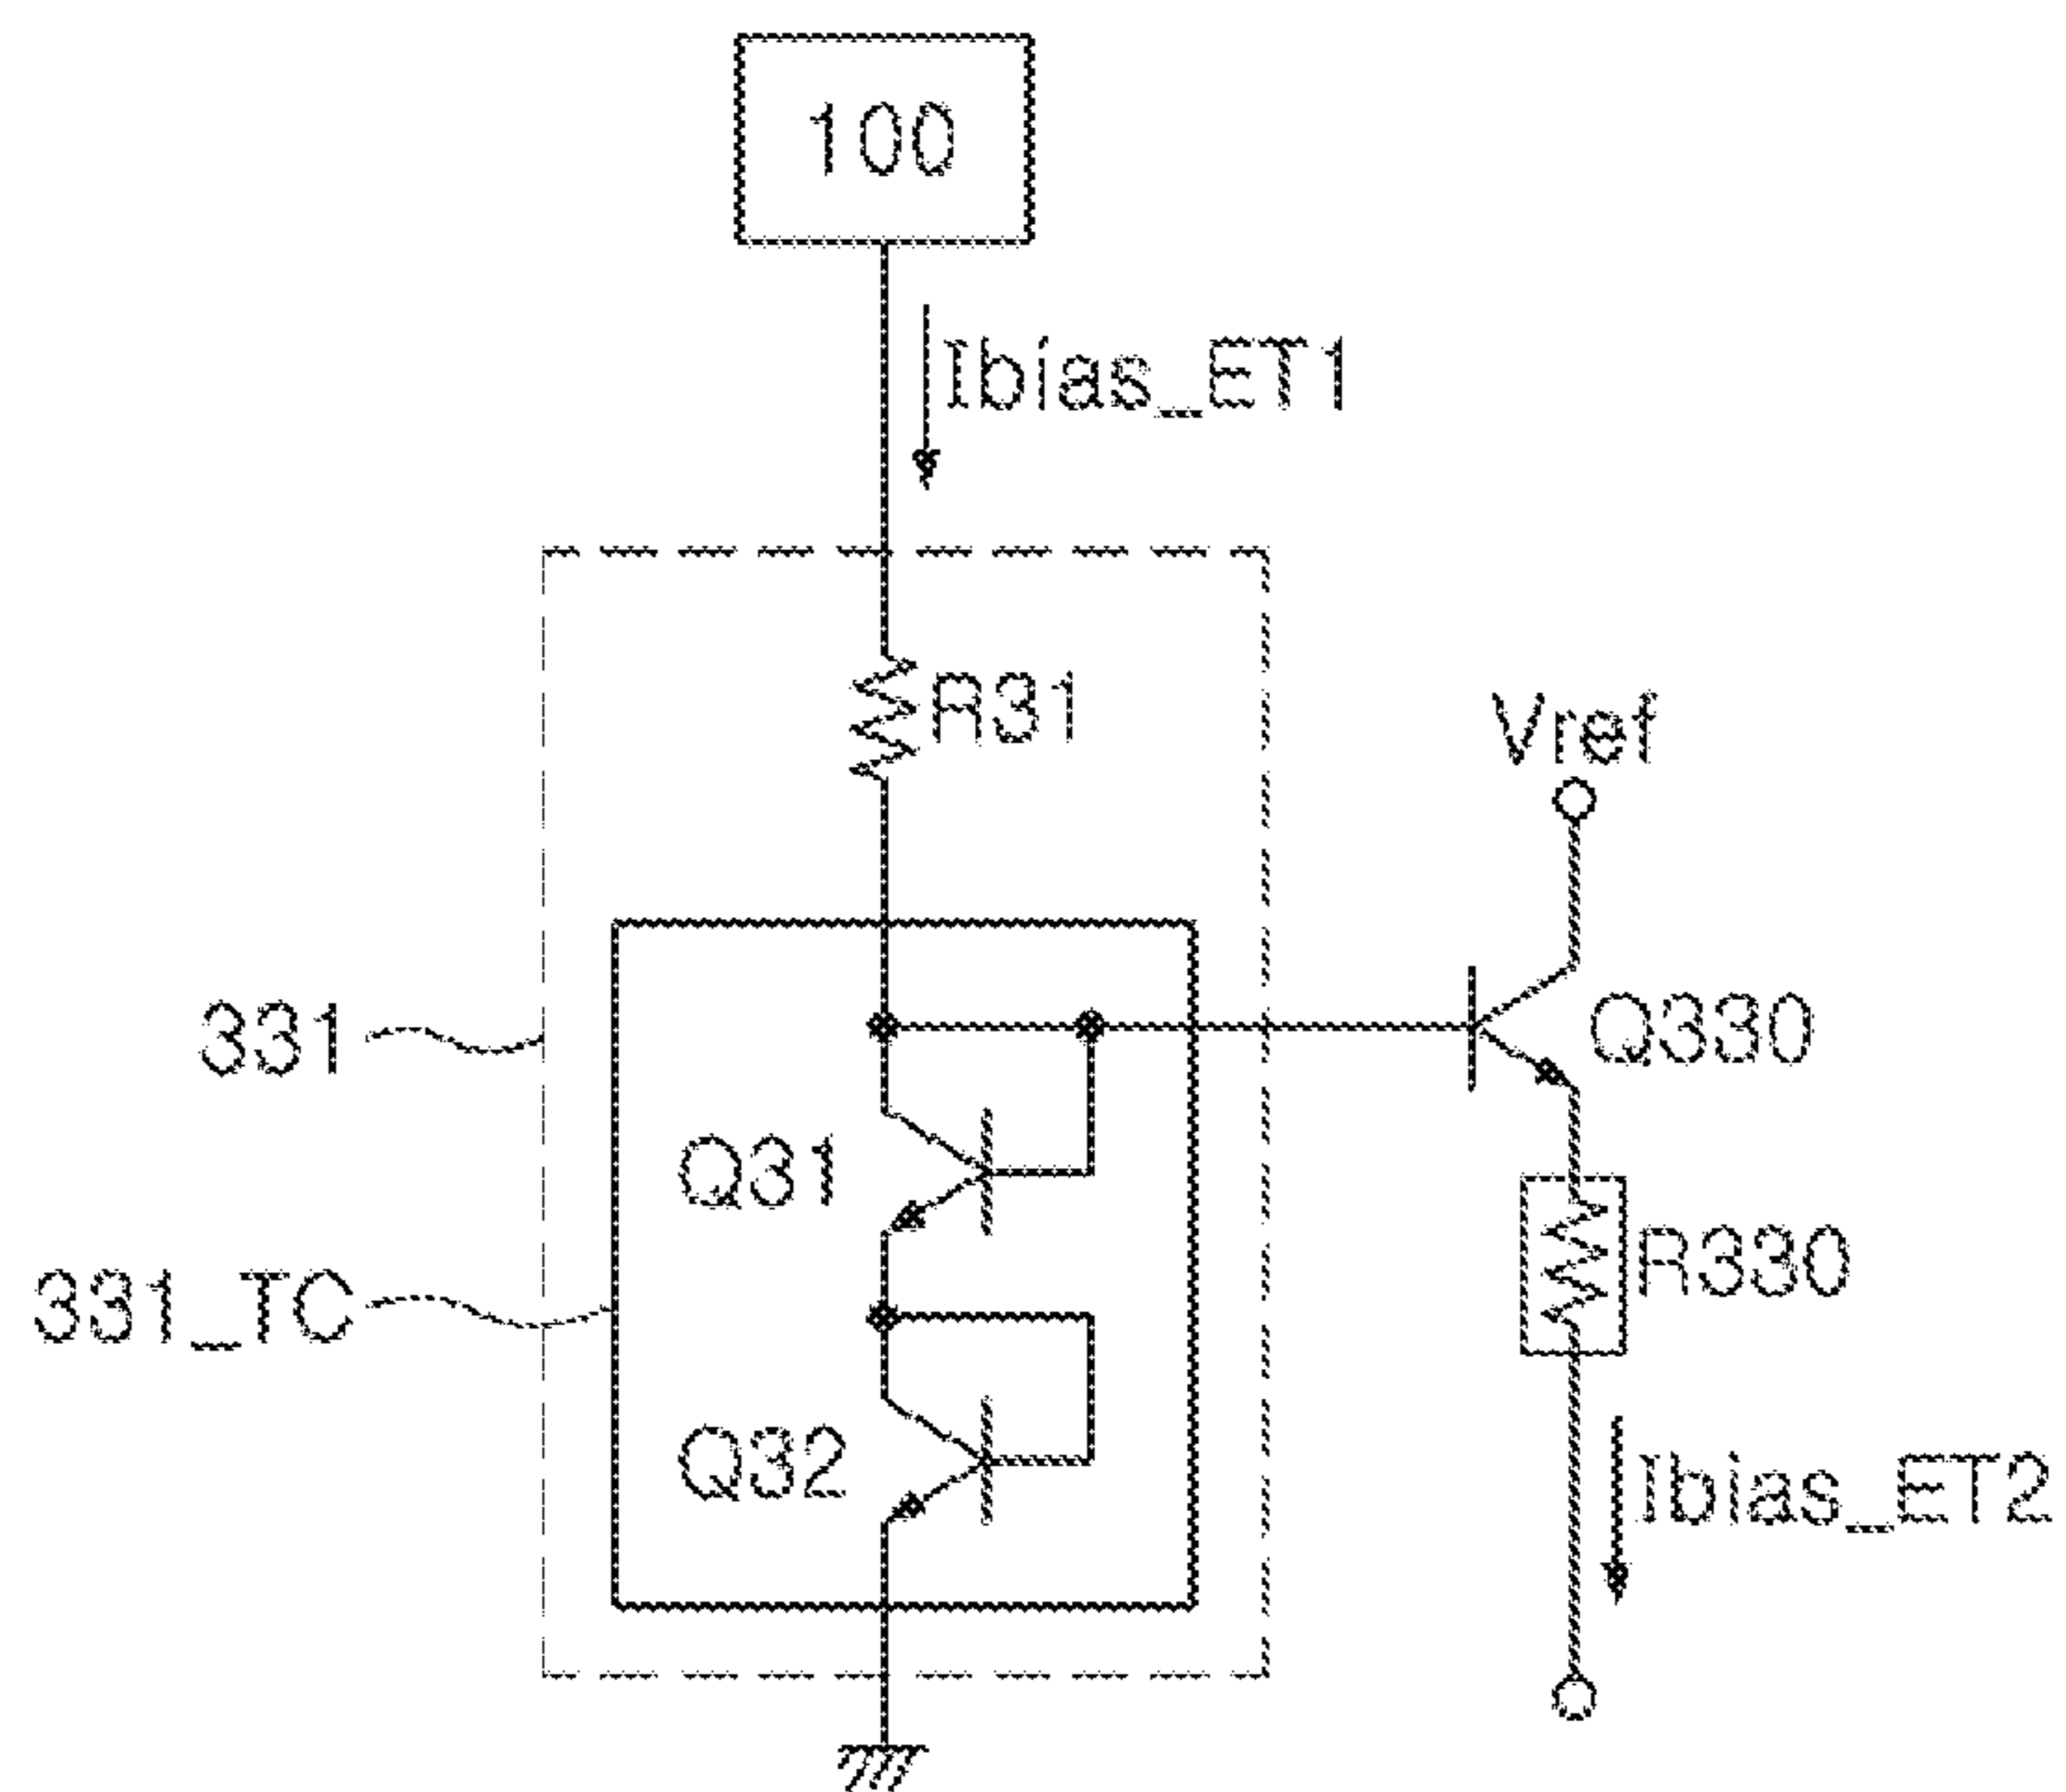 100
Ibias_ET1
R31
Vref
331
Q330
Q31
331_TC
R330
Q32
Ibias_ET2